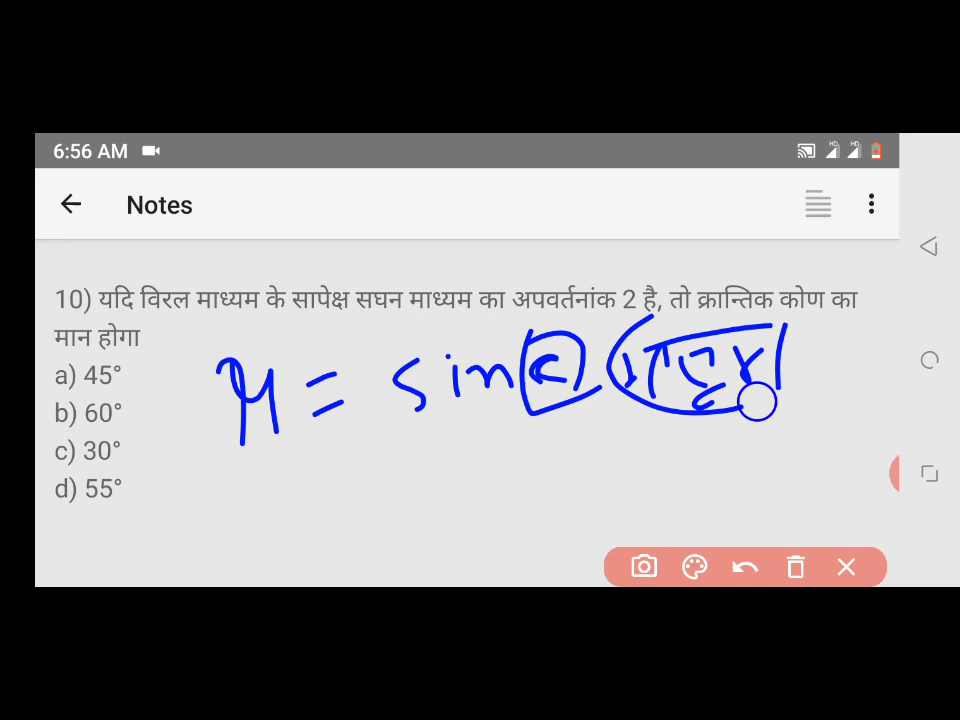 6:56 AM
Notes
10) यदि विरल माध्यम के सापेक्ष सघन माध्यम का अपवर्तनांक 2 है, तो क्रान्तिक कोण का
मान होगा
μ = sin c
a) 45°
b) 60°
c) 30°
d) 55°